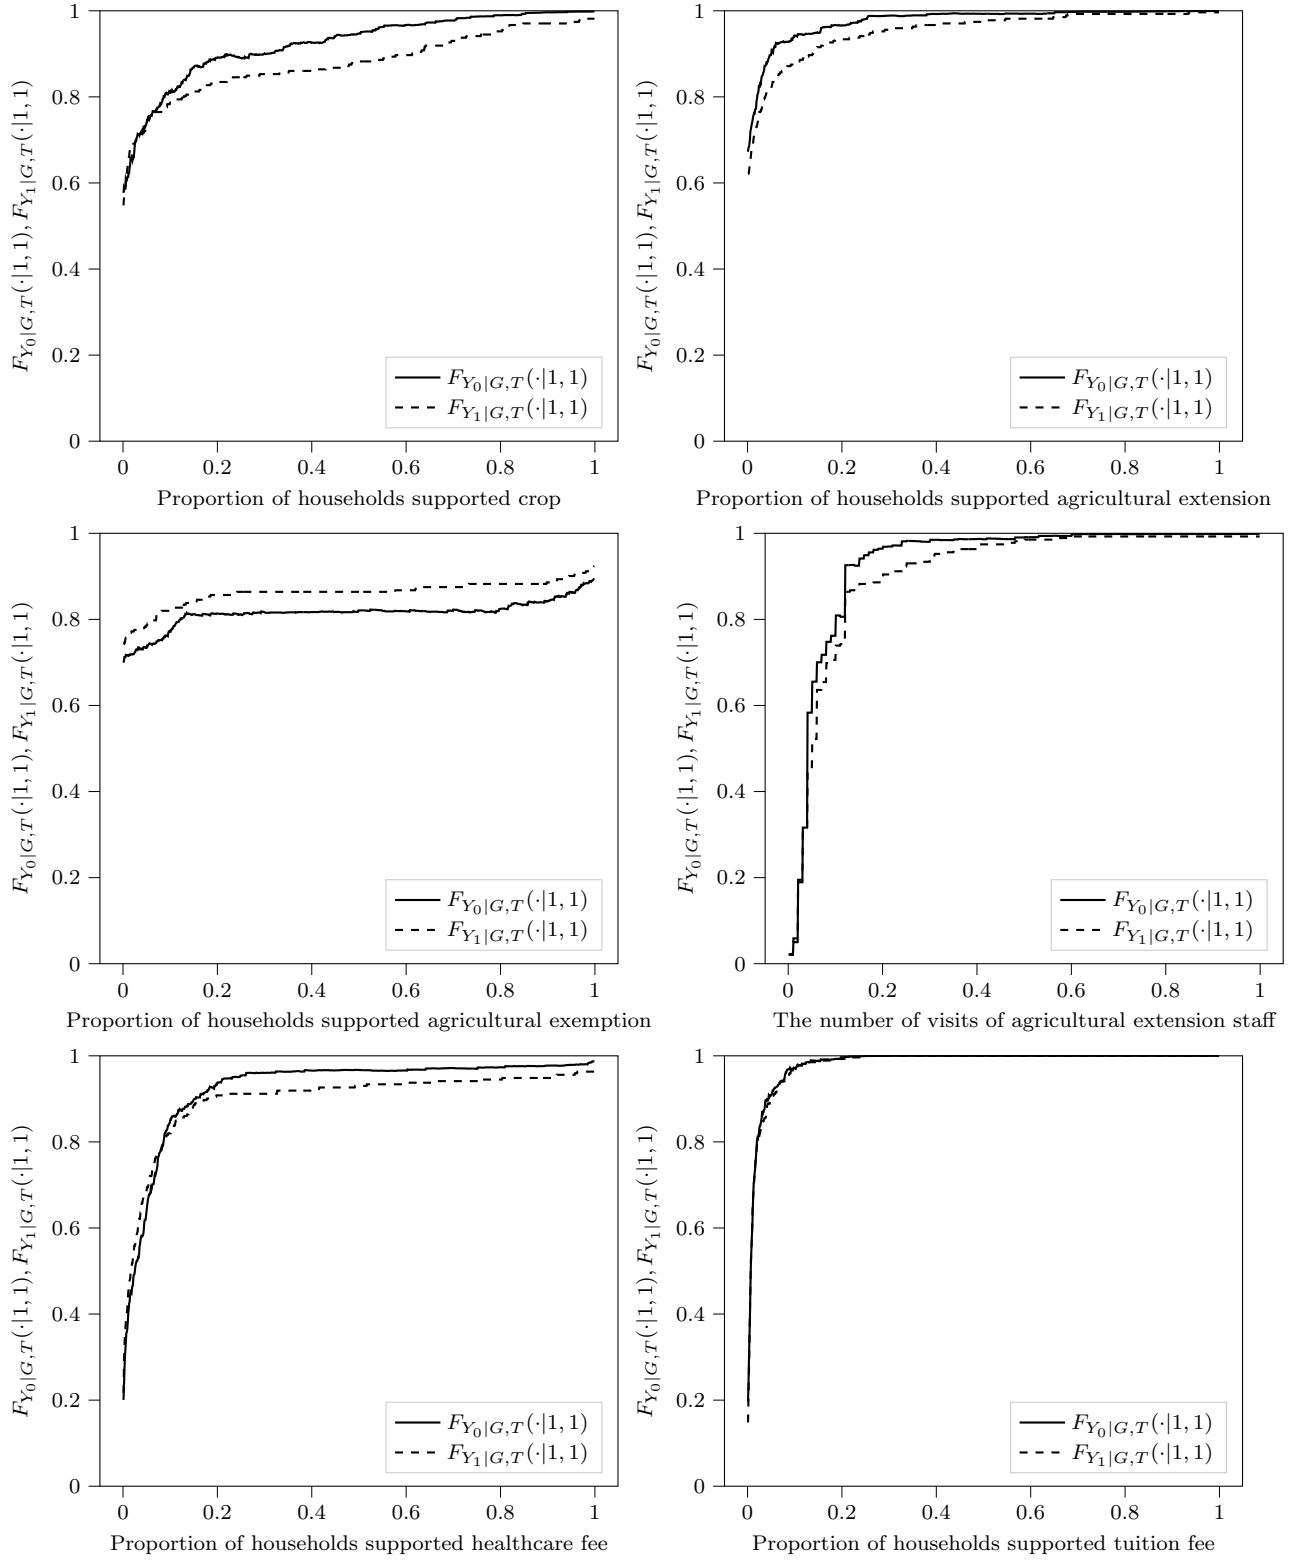 1
0.8
0.6
0.4
0.2
0
F_{Y_0|G,T}(·|1, 1), F_{Y_1|G,T}(·|1, 1)
F_{Y_0|G,T}(·|1, 1)
F_{Y_1|G,T}(·|1, 1)
0 0.2 0.4 0.6 0.8 1
Proportion of households supported crop
1
0.8
0.6
0.4
0.2
0
F_{Y_0|G,T}(·|1, 1), F_{Y_1|G,T}(·|1, 1)
F_{Y_0|G,T}(·|1, 1)
F_{Y_1|G,T}(·|1, 1)
0 0.2 0.4 0.6 0.8 1
Proportion of households supported agricultural extension
1
0.8
0.6
0.4
0.2
0
F_{Y_0|G,T}(·|1, 1), F_{Y_1|G,T}(·|1, 1)
F_{Y_0|G,T}(·|1, 1)
F_{Y_1|G,T}(·|1, 1)
0 0.2 0.4 0.6 0.8 1
Proportion of households supported agricultural exemption
1
0.8
0.6
0.4
0.2
0
F_{Y_0|G,T}(·|1, 1), F_{Y_1|G,T}(·|1, 1)
F_{Y_0|G,T}(·|1, 1)
F_{Y_1|G,T}(·|1, 1)
0 0.2 0.4 0.6 0.8 1
The number of visits of agricultural extension staff
1
0.8
0.6
0.4
0.2
0
F_{Y_0|G,T}(·|1, 1), F_{Y_1|G,T}(·|1, 1)
F_{Y_0|G,T}(·|1, 1)
F_{Y_1|G,T}(·|1, 1)
0 0.2 0.4 0.6 0.8 1
Proportion of households supported healthcare fee
1
0.8
0.6
0.4
0.2
0
F_{Y_0|G,T}(·|1, 1), F_{Y_1|G,T}(·|1, 1)
F_{Y_0|G,T}(·|1, 1)
F_{Y_1|G,T}(·|1, 1)
0 0.2 0.4 0.6 0.8 1
Proportion of households supported tuition fee